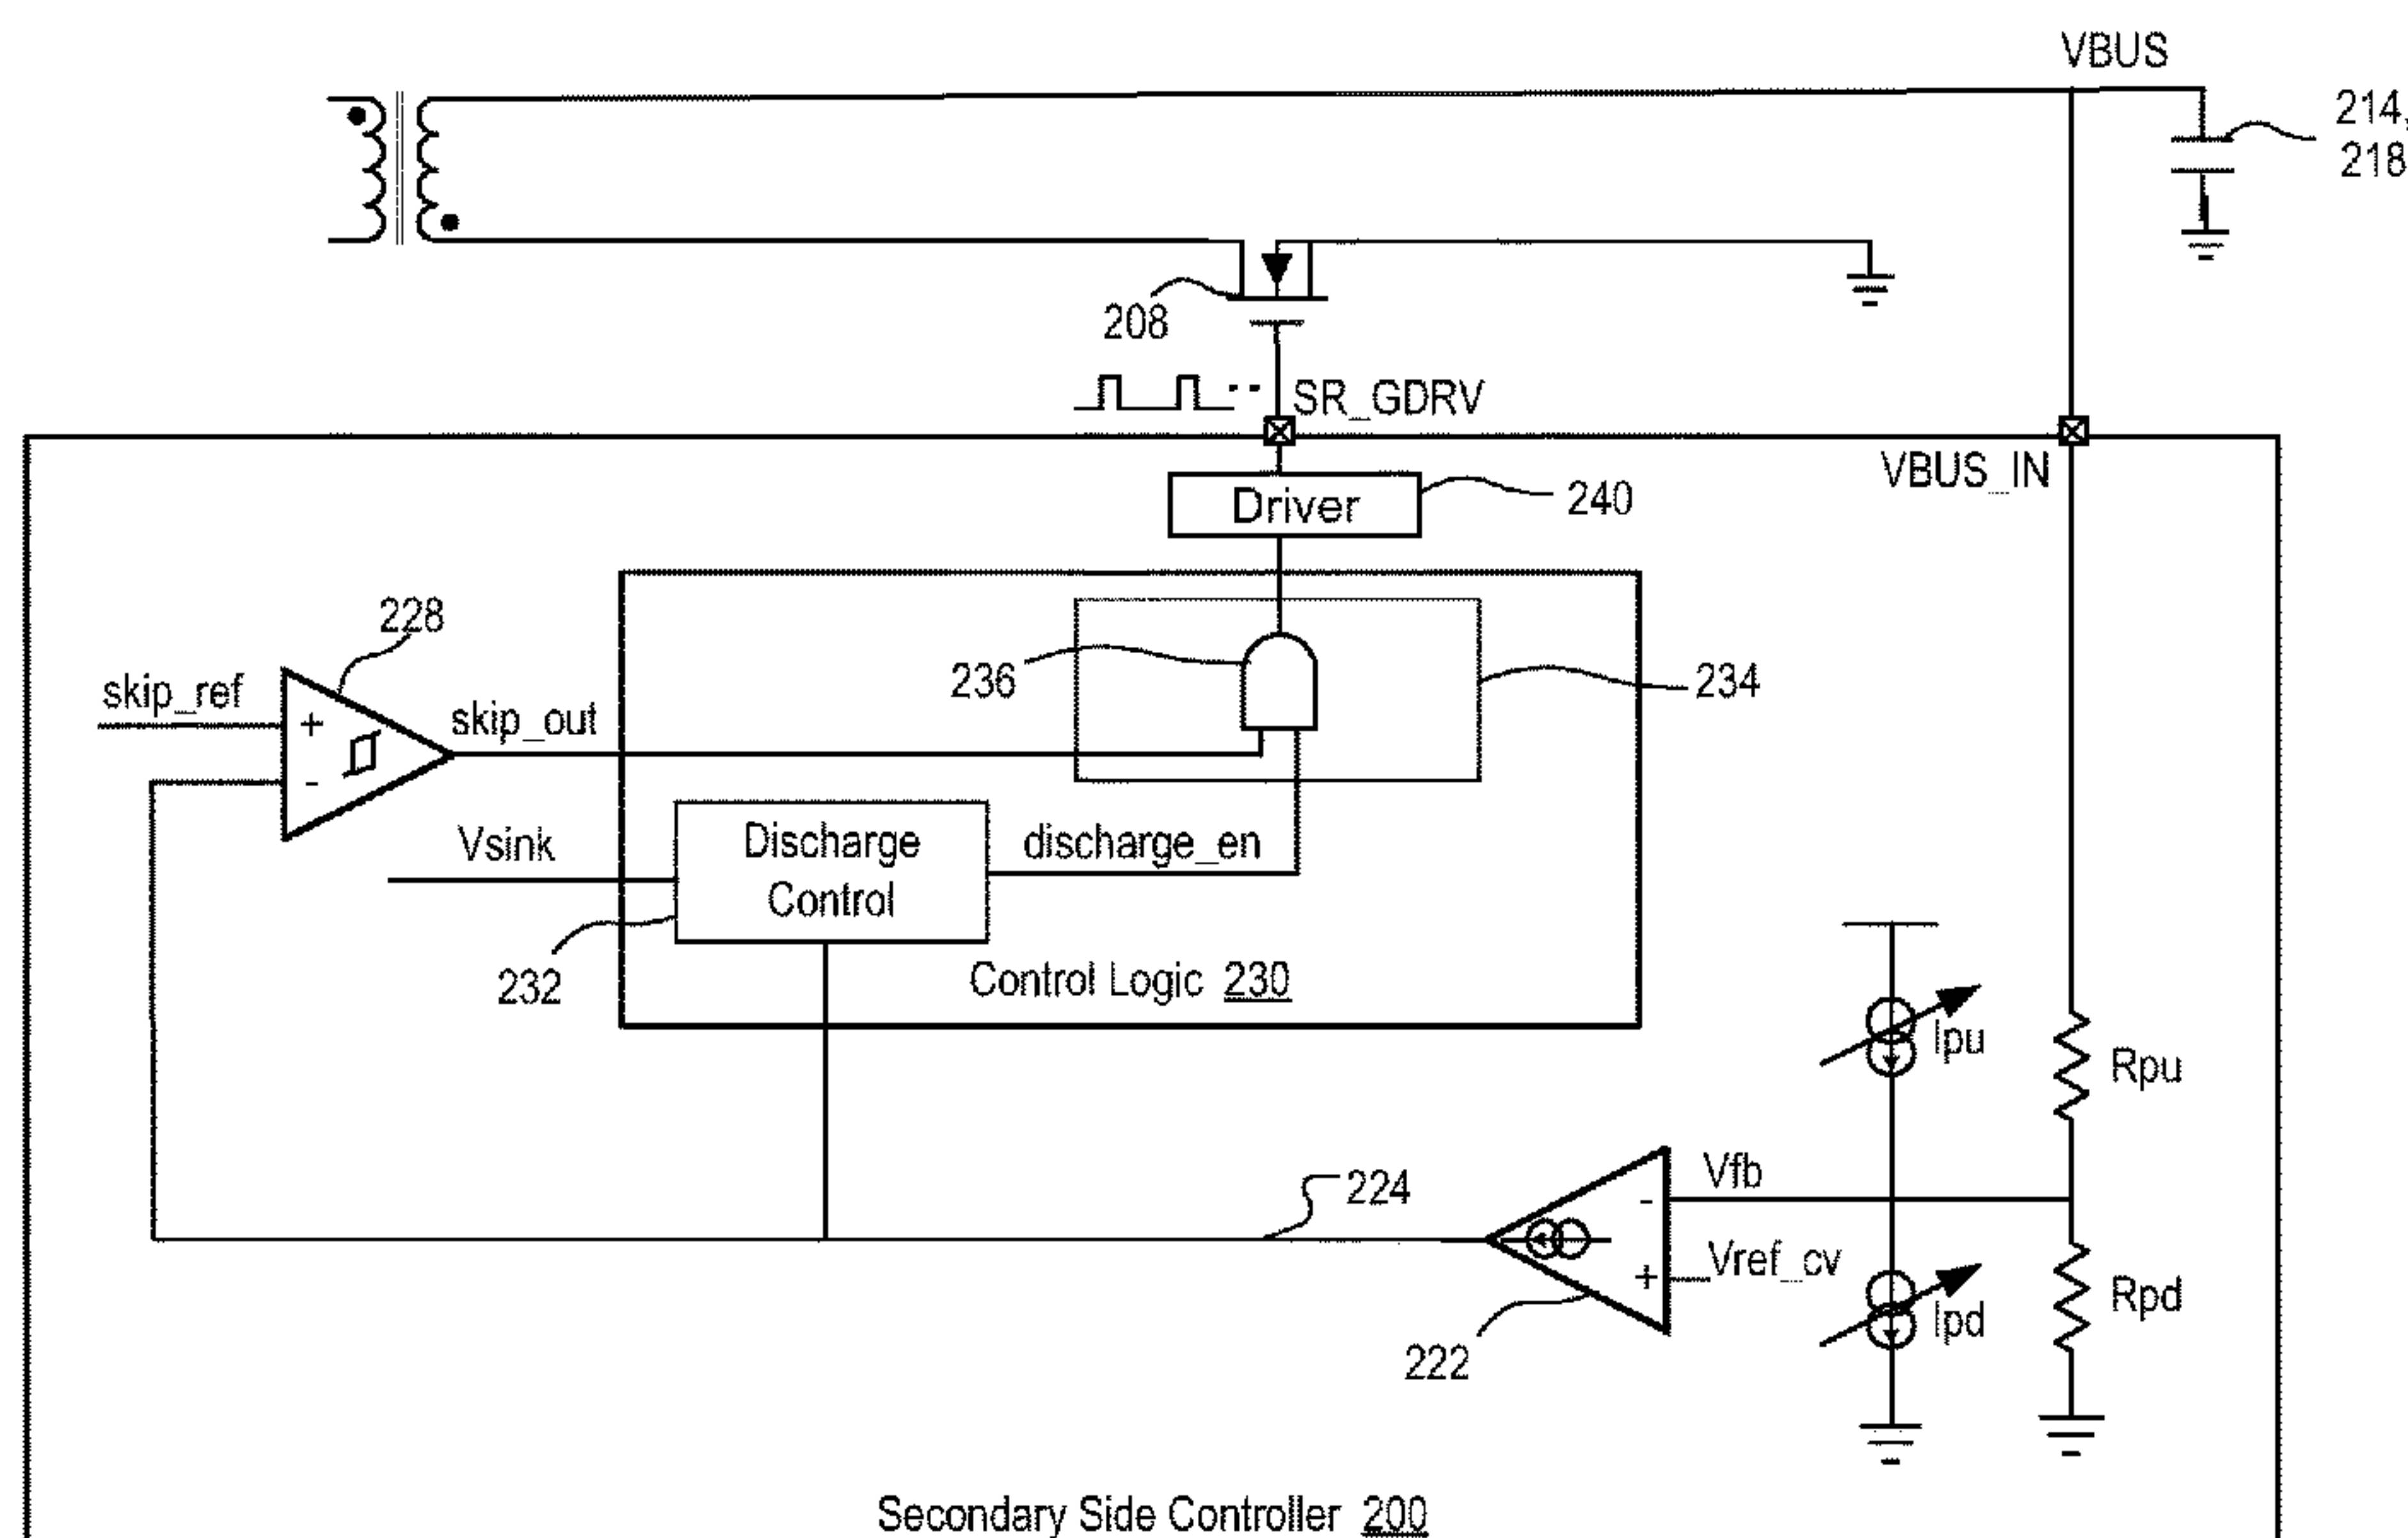 VBUS
214,
218
208
SR_GDRV
VBUS_IN
Driver
240
228
236
234
skip_ref
+
-
skip_out
Vsink
Discharge
Control
discharge_en
232
Control Logic 230
Ipu
Rpu
224
Vfb
-
+
Vref_cv
222
Ipd
Rpd
Secondary Side Controller 200